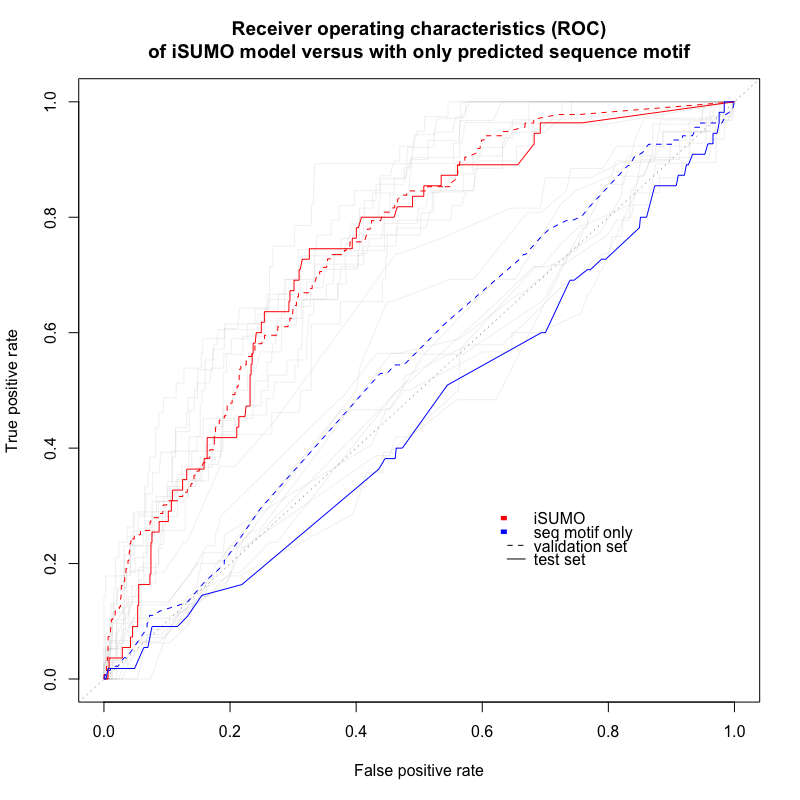 Receiver operating characteristics (ROC)
of iSUMO model versus with only predicted sequence motif
True positive rate
1.0
0.8
0.6
0.4
0.2
0.0
iSUMO
seq motif only
validation set
test set
0.0 0.2 0.4 0.6 0.8 1.0
False positive rate